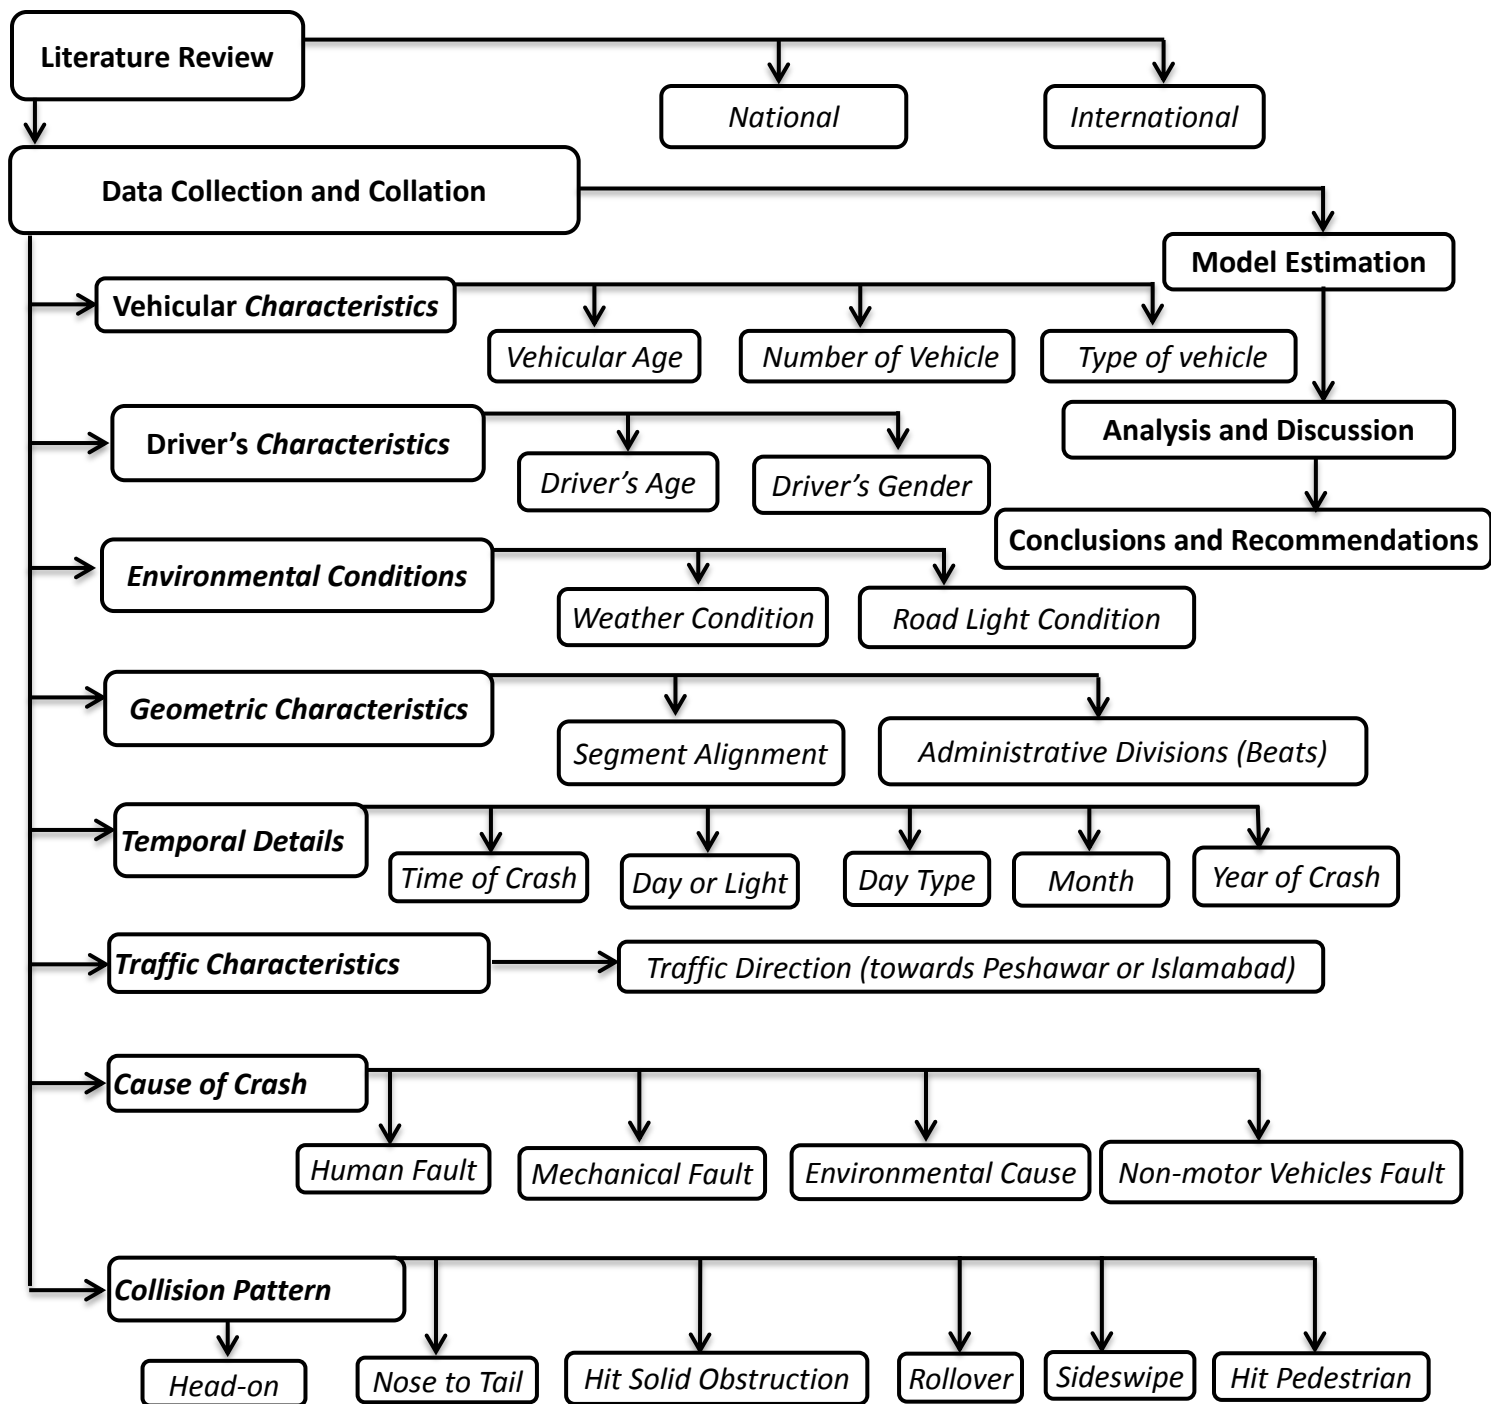 Literature Review
National
International
Data Collection and Collation
Model Estimation
Vehicular Characteristics
Vehicular Age
Number of Vehicle
Type of vehicle
Analysis and Discussion
Driver’s Characteristics
Driver’s Age
Driver’s Gender
Conclusions and Recommendations
Environmental Conditions
Weather Condition
Road Light Condition
Geometric Characteristics
Segment Alignment
Administrative Divisions (Beats)
Temporal Details
Time of Crash
Day or Light
Day Type
Month
Year of Crash
Traffic Characteristics
Traffic Direction (towards Peshawar or Islamabad)
Cause of Crash
Human Fault
Mechanical Fault
Environmental Cause
Non-motor Vehicles Fault
Collision Pattern
Head-on
Nose to Tail
Hit Solid Obstruction
Rollover
Sideswipe
Hit Pedestrian